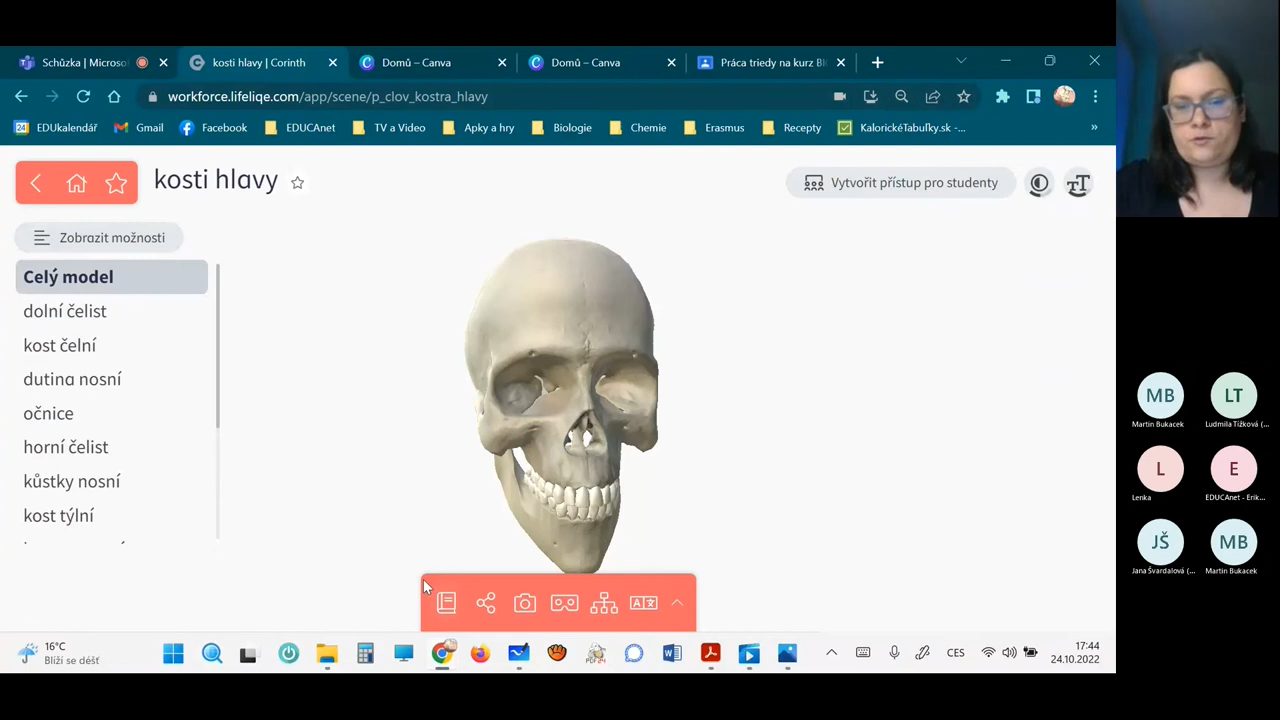 Schůzka | Microso
kosti hlavy | Corinth
Domů – Canva
Domů – Canva
Práca triedy na kurz Bi
workforce.lifeliqe.com/app/scene/p_clov_kostra_hlavy
24 EDUkalendář
Gmail
Facebook
EDUCAnet
TV a Video
Apky a hry
Biologie
Chemie
Erasmus
Recepty
KalorickéTabuľky.sk -...
»
kosti hlavy
Vytvořit přístup pro studenty
Zobrazit možnosti
Celý model
dolní čelist
kost čelní
dutina nosní
očnice
horní čelist
kůstky nosní
kost týlní
MB
LT
Martin Bukacek
Ludmila Tížková (...
L
E
Lenka
EDUCAnet - Erik...
JŠ
MB
Jana Švardalová (...
Martin Bukacek
16°C
Blíží se déšť
CES
17:44
24.10.2022